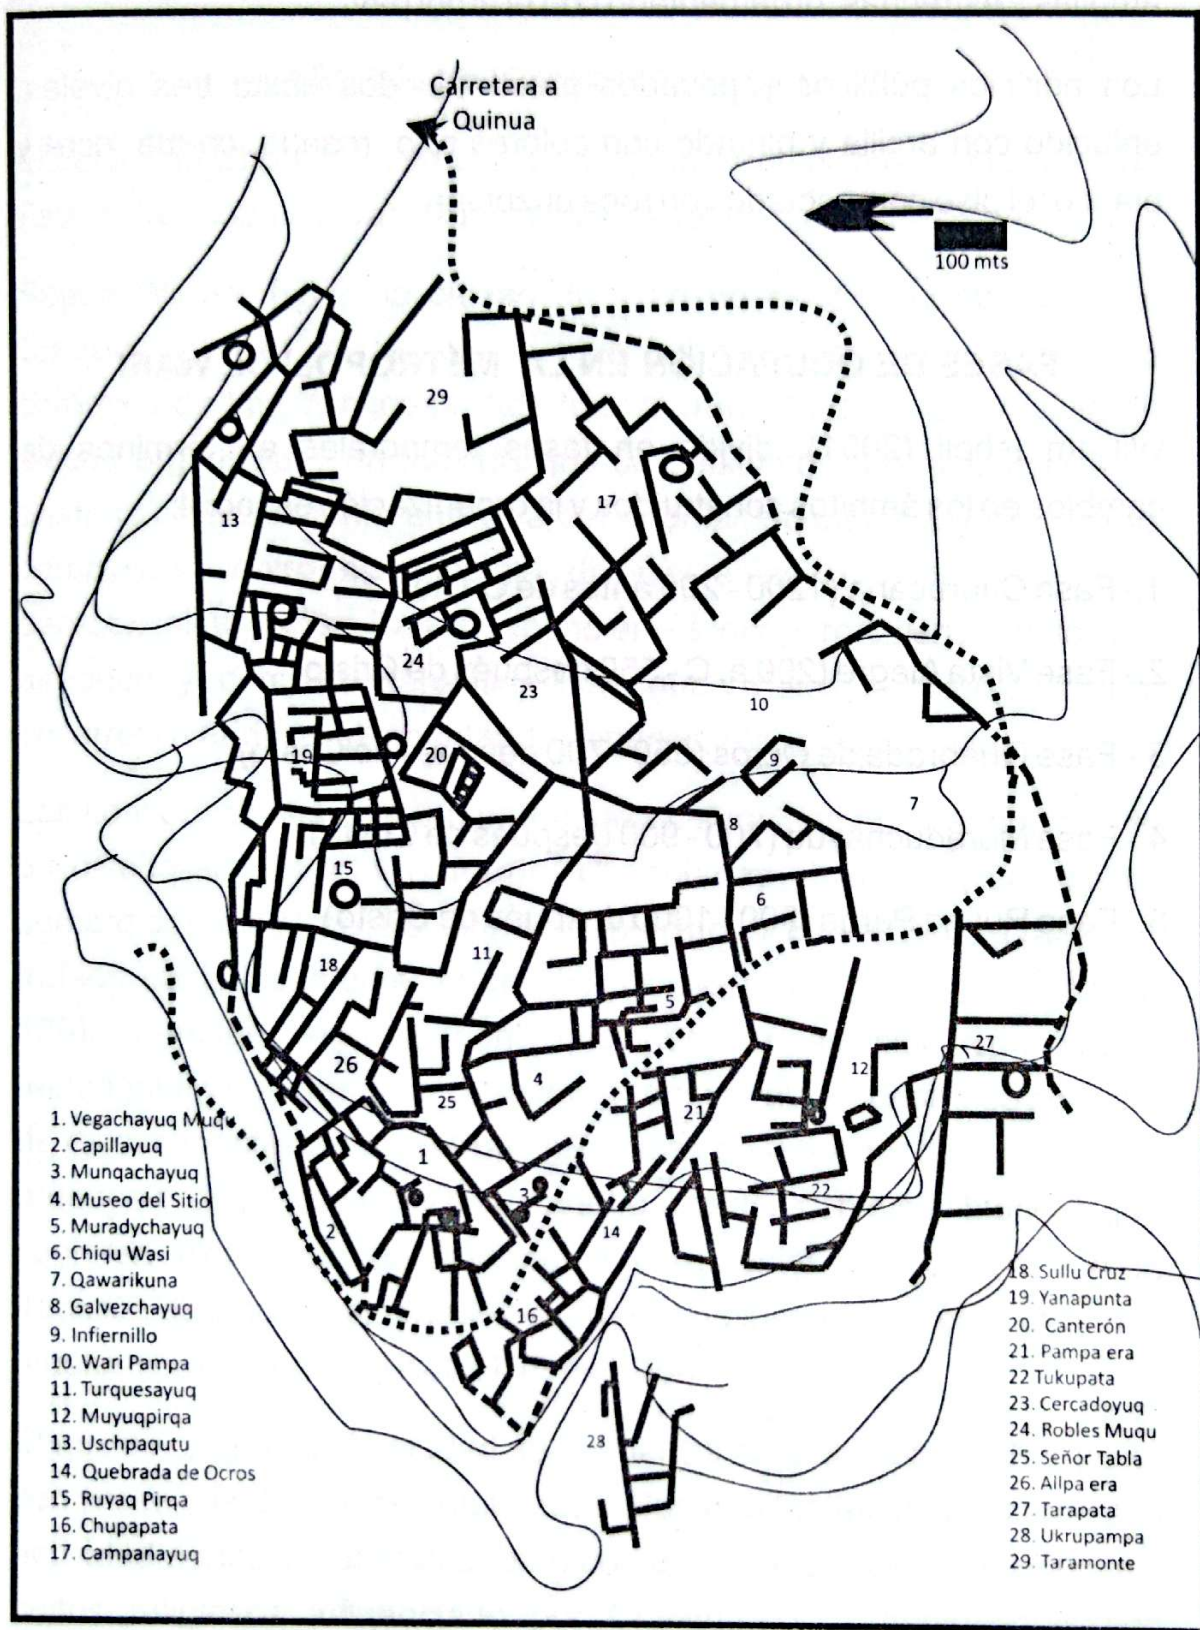 Carretera a
Quinua
100 mts
29
13
17
24
23
10
19
20
9
7
8
15
6
11
18
5
27
26
4
12
25
21
1
3
22
2
14
16
28
1. Vegachayuq Muqu
2. Capillayuq
3. Munqachayuq
4. Museo del Sitio
5. Muradychayuq
6. Chiqu Wasi
7. Qawarikuna
8. Galvezchayuq
9. Infiernillo
10. Wari Pampa
11. Turquesayuq
12. Muyuqpirqa
13. Uschpaqutu
14. Quebrada de Ocros
15. Ruyaq Pirqa
16. Chupapata
17. Campanayuq
18. Sullu Cruz
19. Yanapunta
20. Canterón
21. Pampa era
22 Tukupata
23. Cercadoyuq
24. Robles Muqu
25. Señor Tabla
26. Allpa era
27. Tarapata
28. Ukrupampa
29. Taramonte